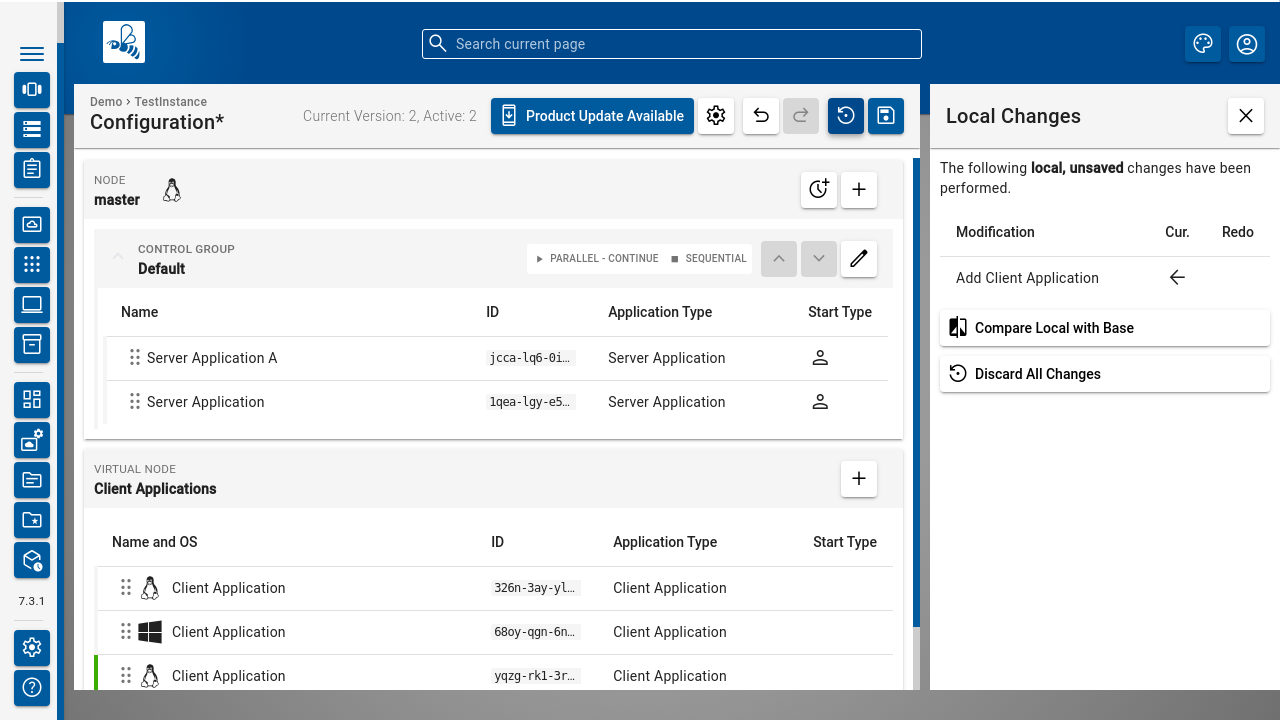 Search current page
Demo › TestInstance
Configuration*
Current Version: 2, Active: 2
Product Update Available
NODE
master
CONTROL GROUP
Default
PARALLEL - CONTINUE
SEQUENTIAL
Name ID Application Type Start Type
Server Application A jcca-lq6-0i… Server Application
Server Application 1qea-lgy-e5… Server Application
VIRTUAL NODE
Client Applications
Name and OS ID Application Type Start Type
Client Application 326n-3ay-yl… Client Application
Client Application 68oy-qgn-6n… Client Application
Client Application yqzg-rk1-3r… Client Application
Local Changes
The following local, unsaved changes have been
performed.
Modification Cur. Redo
Add Client Application
Compare Local with Base
Discard All Changes
7.3.1